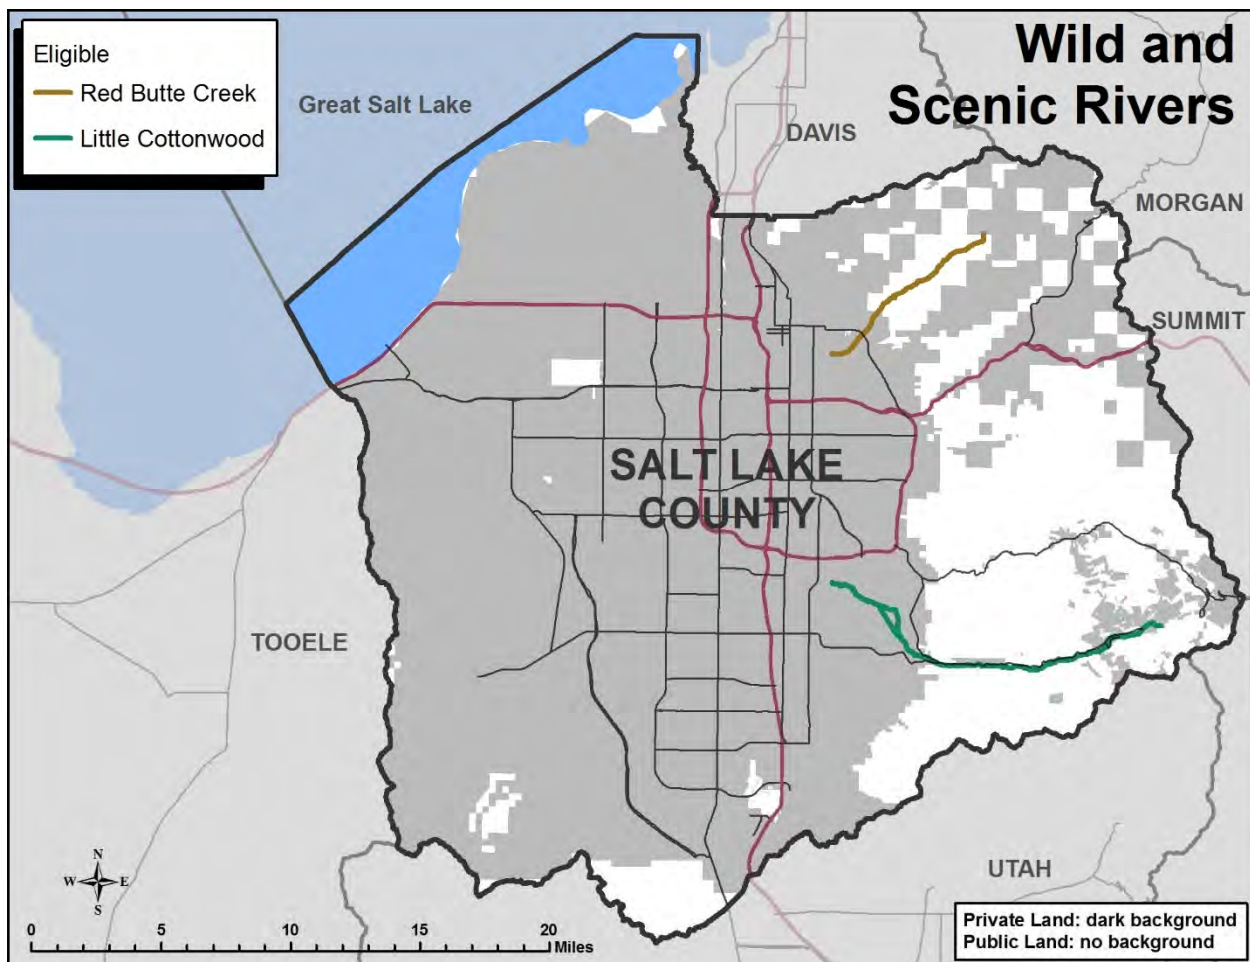 Wild and
Scenic Rivers
Eligible
Red Butte Creek
Little Cottonwood
Great Salt Lake
DAVIS
MORGAN
SUMMIT
SALT LAKE
COUNTY
TOOELE
UTAH
N
W E
S
0 5 10 15 20
Miles
Private Land: dark background
Public Land: no background